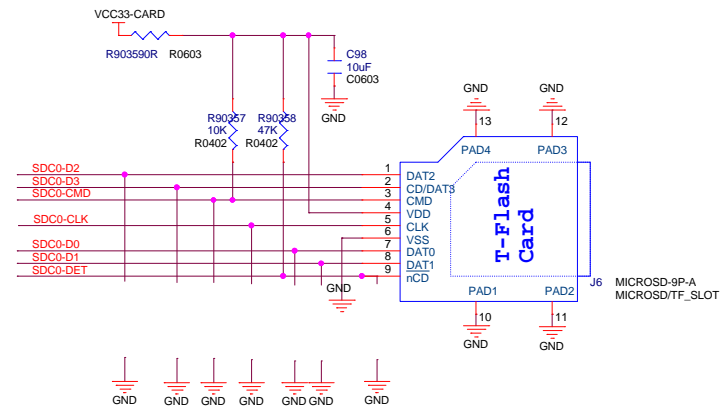 VCC33-CARD
R903590R R0603
C98
10uF
C0603
GND
R90357
10K
R0402
R90358
47K
R0402
GND
13
GND
12
PAD4
PAD3
SDC0-D2
1
DAT2
SDC0-D3
2
CD/DAT3
SDC0-CMD
3
CMD
4
VDD
SDC0-CLK
5
CLK
6
VSS
SDC0-D0
7
DAT0
SDC0-D1
8
DAT1
SDC0-DET
9
nCD
T-Flash
Card
J6
MICROSD-9P-A
MICROSD/TF_SLOT
PAD1
PAD2
10
11
GND
GND
GND
GND
GND
GND
GND
GND
GND
GND